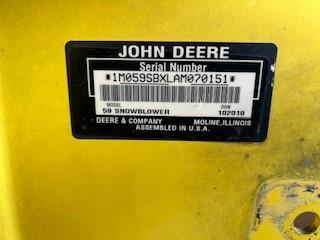 JOHN DEERE
Serial Number
*1M059SBXLAM070151*
MODEL DOM
59 SNOWBLOWER 102010
DEERE & COMPANY MOLINE, ILLINOIS
ASSEMBLED IN U.S.A.